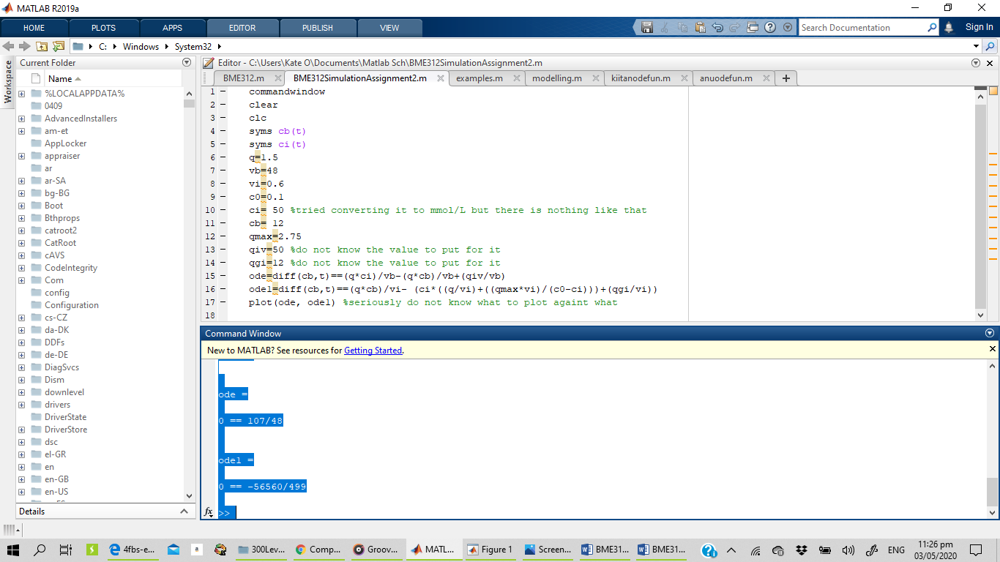 MATLAB R2019a
HOME PLOTS APPS EDITOR PUBLISH VIEW Search Documentation Sign In
C: Windows System32
Workspace
Current Folder
Name
%LOCALAPPDATA%
0409
AdvancedInstallers
am-et
AppLocker
appraiser
ar
ar-SA
bg-BG
Boot
Bthprops
catroot2
CatRoot
cAVS
CodeIntegrity
Com
config
Configuration
cs-CZ
da-DK
DDFs
de-DE
DiagSvcs
Dism
downlevel
drivers
DriverState
DriverStore
dsc
el-GR
en
en-GB
en-US
Details
Editor - C:\Users\Kate O\Documents\Matlab Sch\BME312SimulationAssignment2.m
BME312.m BME312SimulationAssignment2.m examples.m modelling.m kiitanodefun.m anuodefun.m
1 commandwindow
2 clear
3 clc
4 syms cb(t)
5 syms ci(t)
6 q=1.5
7 vb=48
8 vi=0.6
9 c0=0.1
10 ci= 50 %tried converting it to mmol/L but there is nothing like that
11 cb= 12
12 qmax=2.75
13 qiv=50 %do not know the value to put for it
14 qgi=12 %do not know the value to put for it
15 ode=diff(cb,t)==(q*ci)/vb-(q*cb)/vb+(qiv/vb)
16 ode1=diff(cb,t)==(q*cb)/vi- (ci*((q/vi)+((qmax*vi)/(c0-ci)))+(qgi/vi))
17 plot(ode, ode1) %seriously do not know what to plot againt what
18
Command Window
New to MATLAB? See resources for Getting Started.
ode =
0 == 107/48
ode1 =
0 == -56560/499
fx >>
4fbs-e... 300Lev... Comp... Groov... MATL... Figure 1 Screen... BME31... BME31... ENG 11:26 pm
03/05/2020